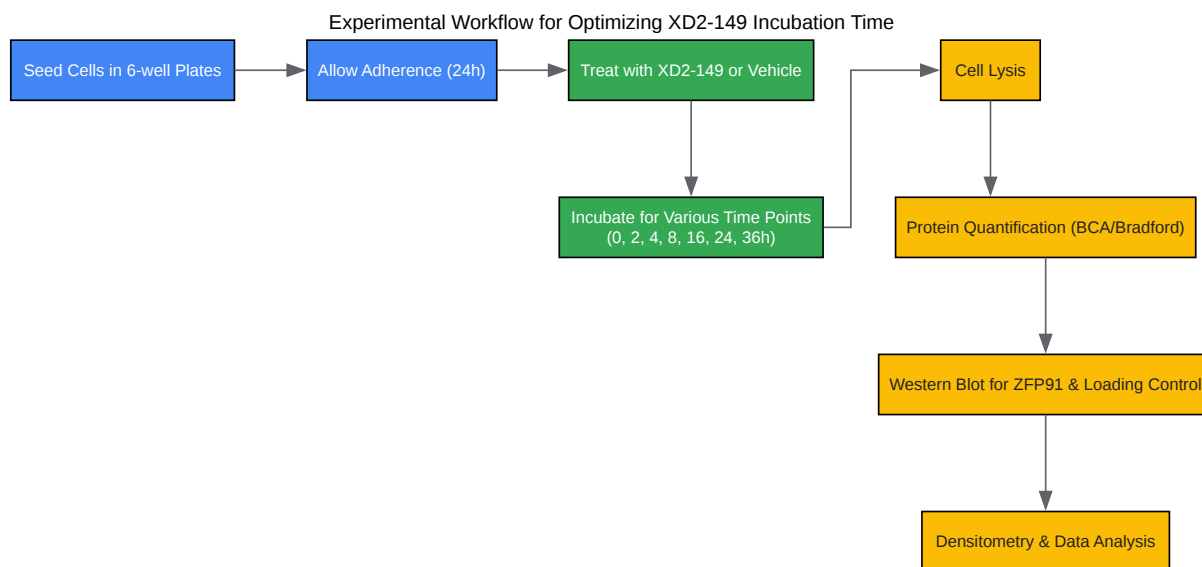 Experimental Workflow for Optimizing XD2-149 Incubation Time
Seed Cells in 6-well Plates
Allow Adherence (24h)
Treat with XD2-149 or Vehicle
Cell Lysis
Incubate for Various Time Points
(0, 2, 4, 8, 16, 24, 36h)
Protein Quantification (BCA/Bradford)
Western Blot for ZFP91 & Loading Control
Densitometry & Data Analysis